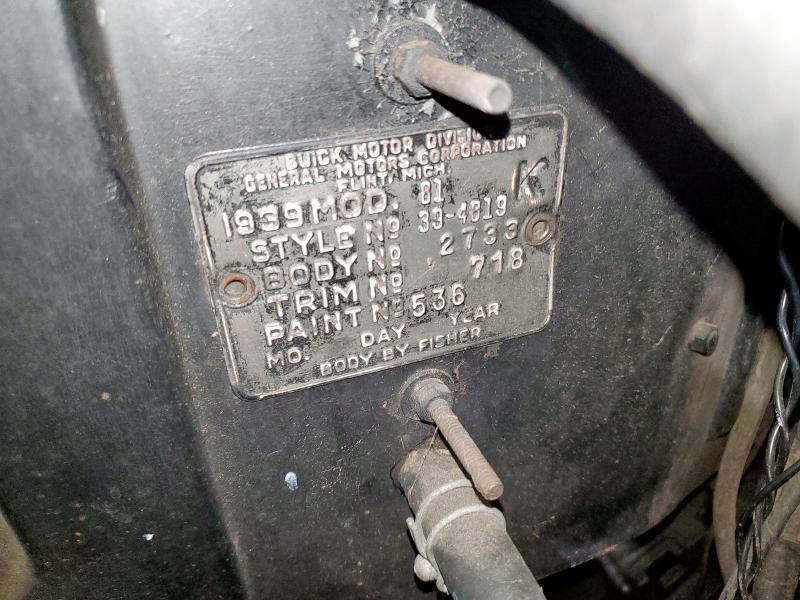 BUICK MOTOR DIVISION
GENERAL MOTORS CORPORATION
FLINT, MICH.
1939 MOD. 81 K
STYLE Nº 39-4819
BODY Nº 2733
TRIM Nº 718
PAINT Nº 536
MO. DAY YEAR
BODY BY FISHER